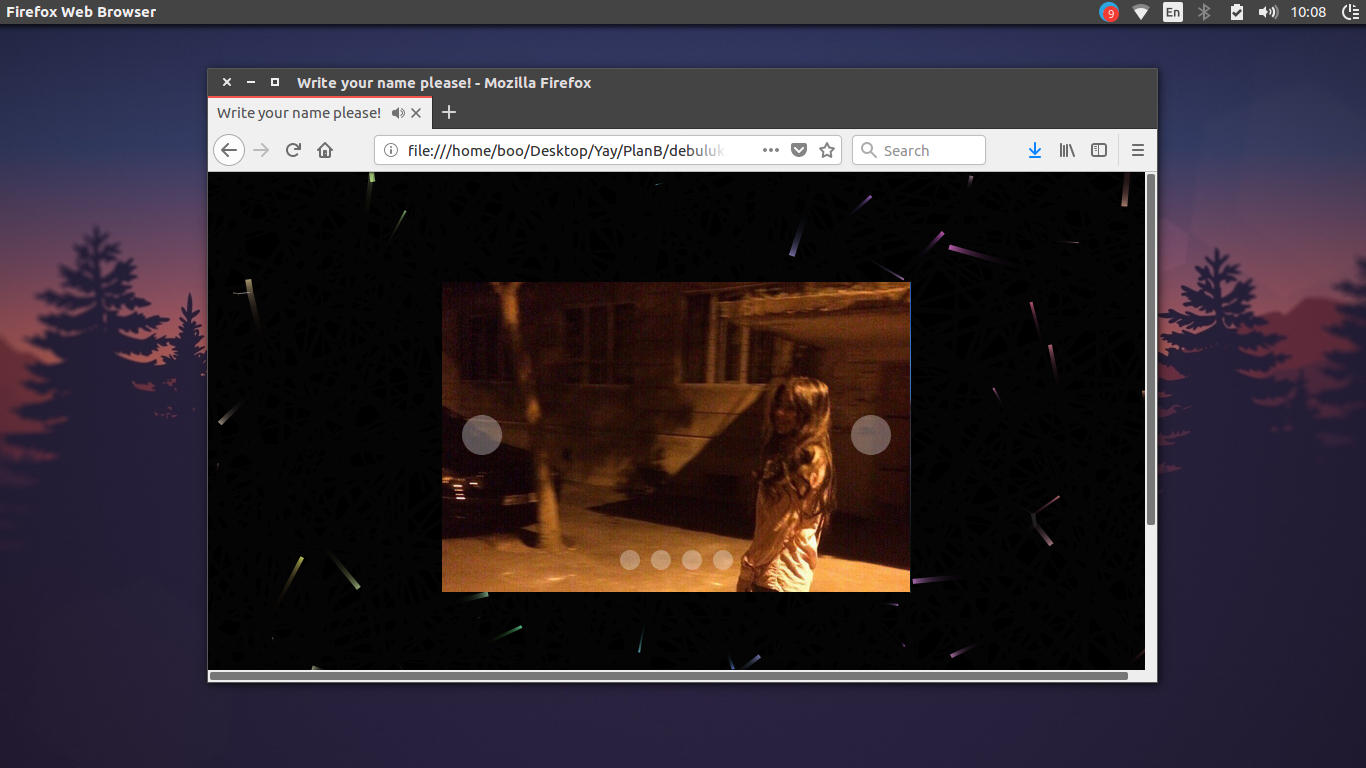 Firefox Web Browser
9
En
10:08
Write your name please! - Mozilla Firefox
Write your name please!
file:///home/boo/Desktop/Yay/PlanB/debuluk
Search